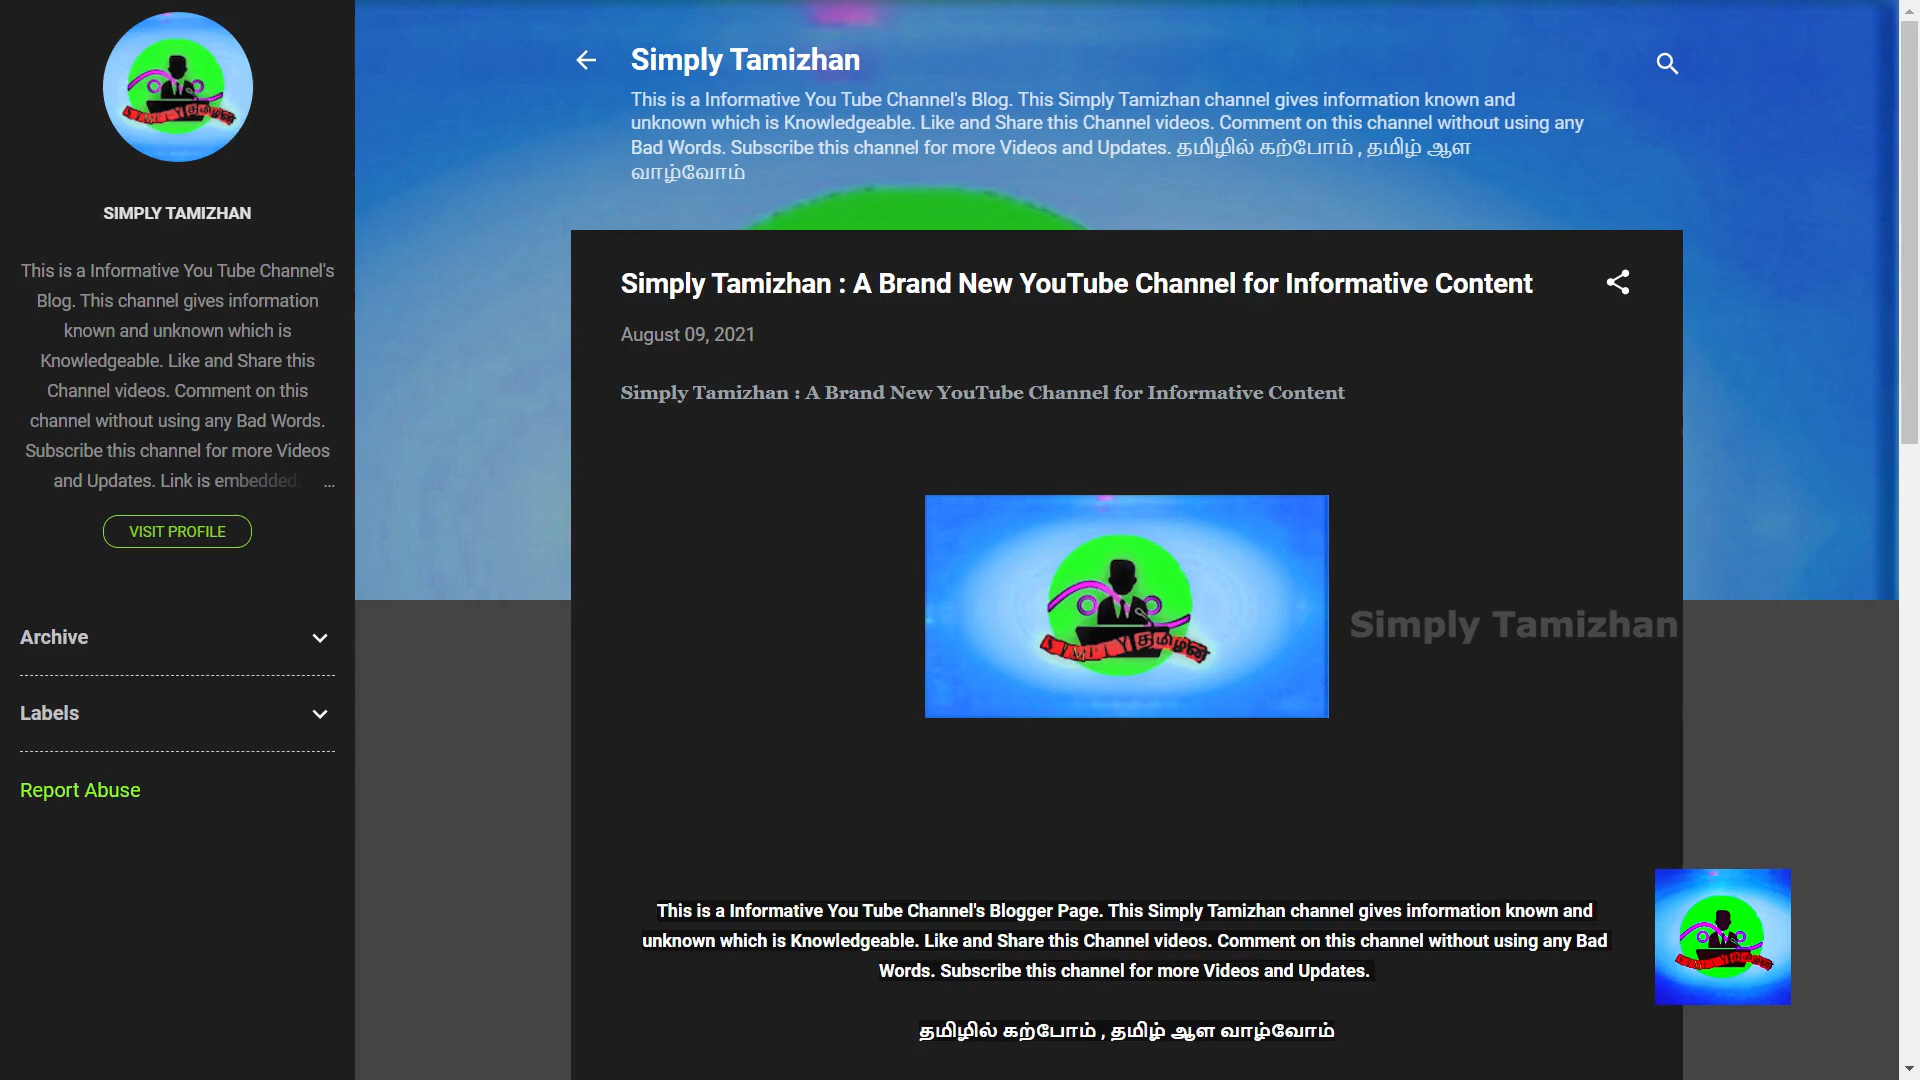 SIMPLY TAMIZHAN
This is a Informative You Tube Channel's
Blog. This channel gives information
known and unknown which is
Knowledgeable. Like and Share this
Channel videos. Comment on this
channel without using any Bad Words.
Subscribe this channel for more Videos
and Updates. Link is embedded. ...
VISIT PROFILE
Archive
Labels
Report Abuse
Simply Tamizhan
This is a Informative You Tube Channel's Blog. This Simply Tamizhan channel gives information known and
unknown which is Knowledgeable. Like and Share this Channel videos. Comment on this channel without using any
Bad Words. Subscribe this channel for more Videos and Updates. தமிழில் கற்போம் , தமிழ் ஆள
வாழ்வோம்
Simply Tamizhan : A Brand New YouTube Channel for Informative Content
August 09, 2021
Simply Tamizhan : A Brand New YouTube Channel for Informative Content
SIMPLY தமிழன்
Simply Tamizhan
This is a Informative You Tube Channel's Blogger Page. This Simply Tamizhan channel gives information known and
unknown which is Knowledgeable. Like and Share this Channel videos. Comment on this channel without using any Bad
Words. Subscribe this channel for more Videos and Updates.
தமிழில் கற்போம் , தமிழ் ஆள வாழ்வோம்